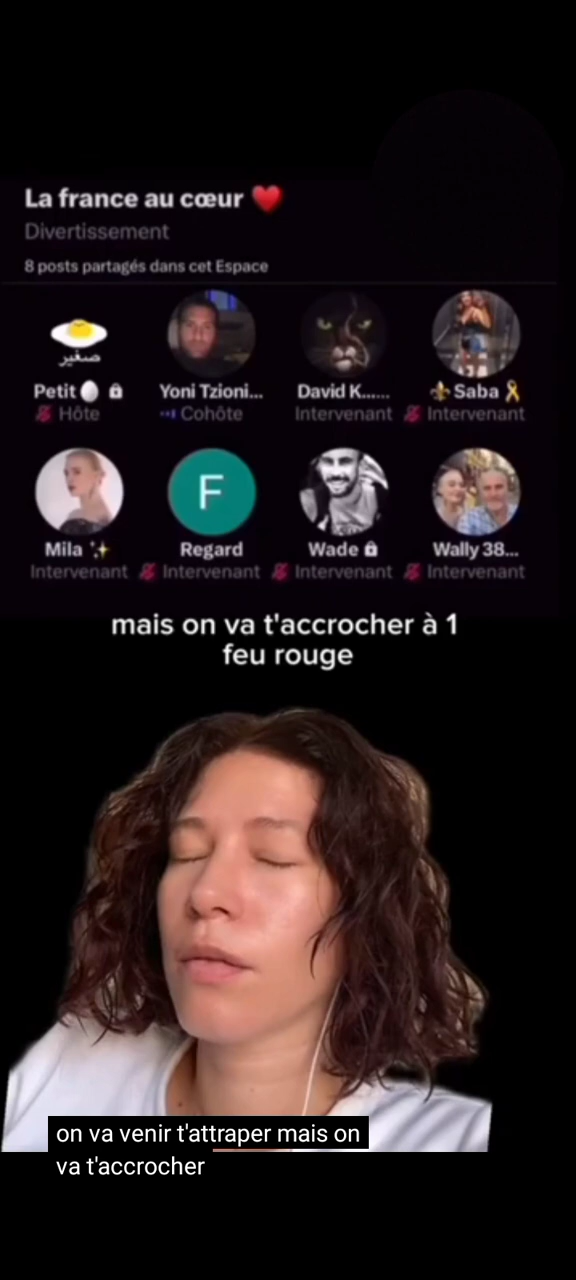 La france au cœur ❤️
Divertissement
8 posts partagés dans cet Espace
صغير
Petit🥚 🔒 Yoni Tzioni... David K...... ⚜️Saba🎗️
Hôte Cohôte Intervenant Intervenant
F
Mila ✨ Regard Wade 🔒 Wally 38...
Intervenant Intervenant Intervenant Intervenant
mais on va t'accrocher à 1
feu rouge
on va venir t'attraper mais on
va t'accrocher